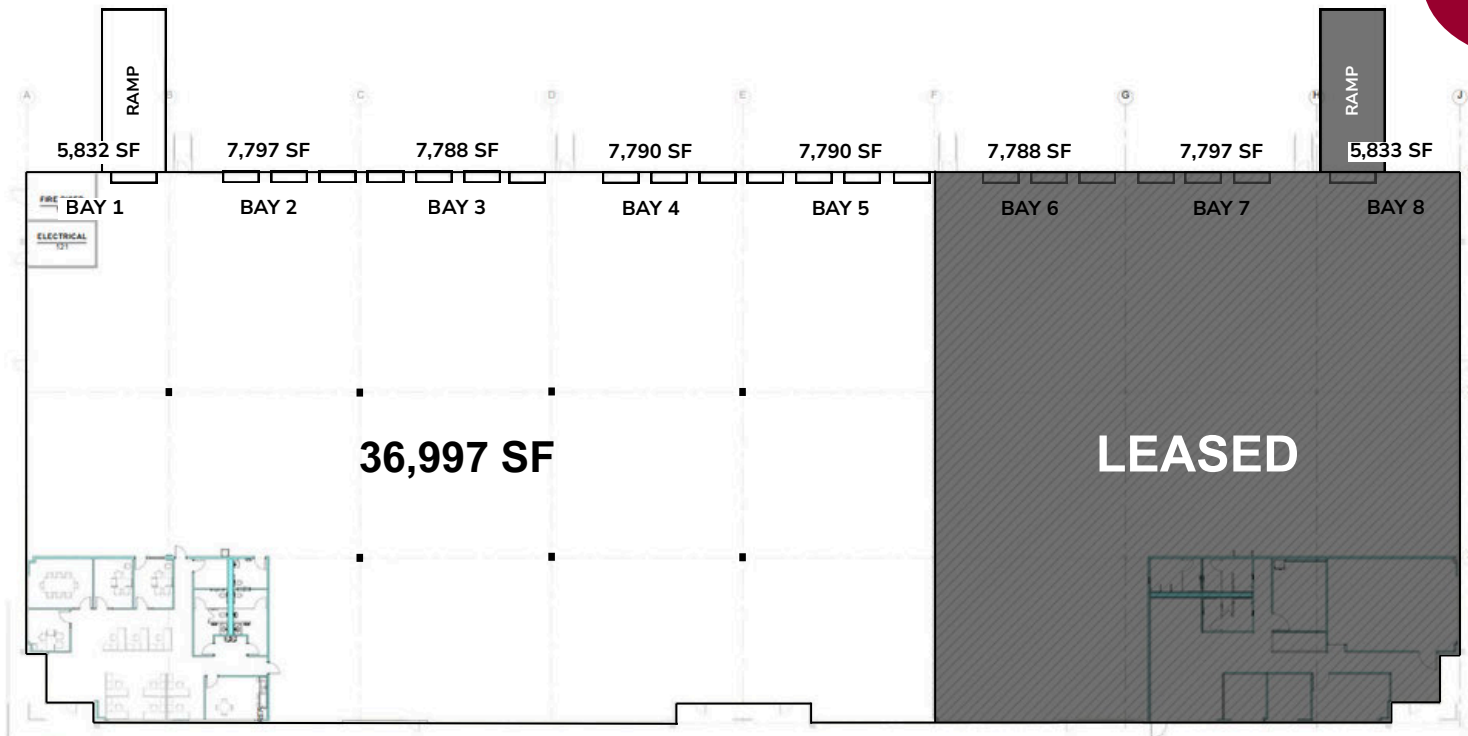 RAMP
RAMP
A
B
C
D
E
F
G
H
J
5,832 SF
7,797 SF
7,788 SF
7,790 SF
7,790 SF
7,788 SF
7,797 SF
5,833 SF
FIRE
BAY 1
BAY 2
BAY 3
BAY 4
BAY 5
BAY 6
BAY 7
BAY 8
ELECTRICAL
121
36,997 SF
LEASED